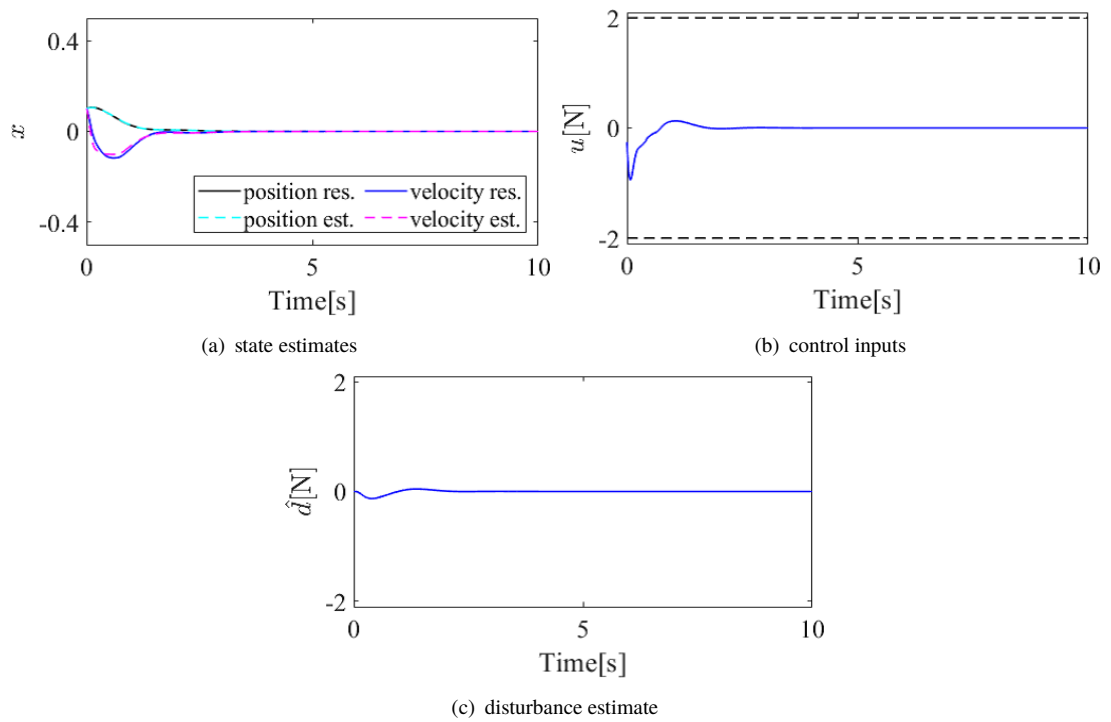 0.4
0
-0.4
x
position res.
velocity res.
position est.
velocity est.
0
5
10
Time[s]
(a) state estimates
2
0
-2
u[N]
0
5
10
Time[s]
(b) control inputs
2
0
-2
d̂[N]
0
5
10
Time[s]
(c) disturbance estimate